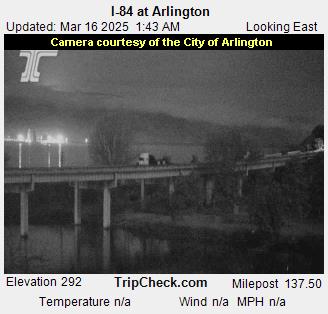 I-84 at Arlington
Updated: Mar 16 2025 1:43 AM Looking East
Camera courtesy of the City of Arlington
Elevation 292 TripCheck.com Milepost 137.50
Temperature n/a Wind n/a MPH n/a